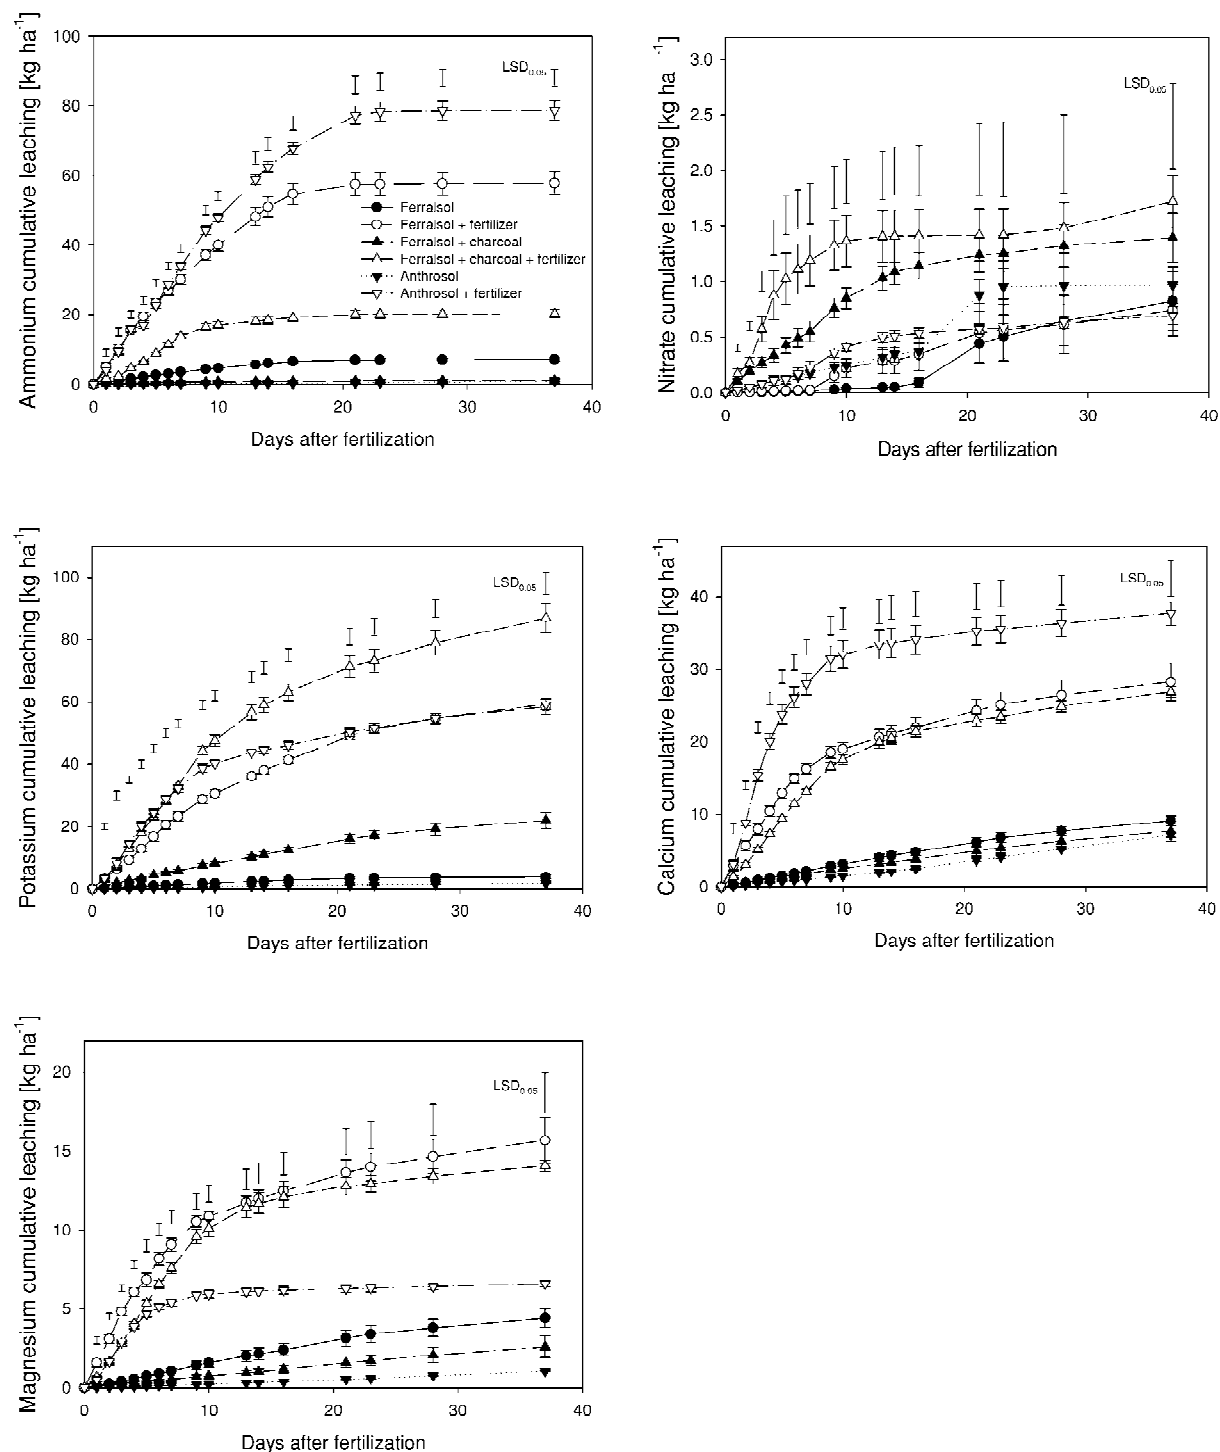 Ammonium cumulative leaching [kg ha-1]
100
80
60
40
20
0
LSD0.05
Ferralsol
Ferralsol + fertilizer
Ferralsol + charcoal
Ferralsol + charcoal + fertilizer
Anthrosol
Anthrosol + fertilizer
0 10 20 30 40
Days after fertilization
Nitrate cumulative leaching [kg ha -1]
3.0
2.5
2.0
1.5
1.0
0.5
0.0
LSD0.05
0 10 20 30 40
Days after fertilization
Potassium cumulative leaching [kg ha-1]
100
80
60
40
20
0
LSD0.05
0 10 20 30 40
Days after fertilization
Calcium cumulative leaching [kg ha-1]
40
30
20
10
0
LSD0.05
0 10 20 30 40
Days after fertilization
Magnesium cumulative leaching [kg ha-1]
20
15
10
5
0
LSD0.05
0 10 20 30 40
Days after fertilization